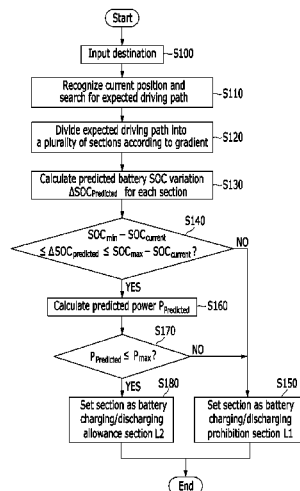 Start
Input destination
S100
Recognize current position and
search for expected driving path
S110
Divide expected driving path into
a plurality of sections according to gradient
S120
Calculate predicted battery SOC variation
ΔSOCPredicted for each section
S130
S140
SOCmin − SOCcurrent
≤ ΔSOCpredicted ≤ SOCmax − SOCcurrent?
NO
YES
Calculate predicted power PPredicted
S160
S170
PPredicted ≤ Pmax?
NO
YES
S180
S150
Set section as battery
charging/discharging
allowance section L2
Set section as battery
charging/discharging
prohibition section L1
End